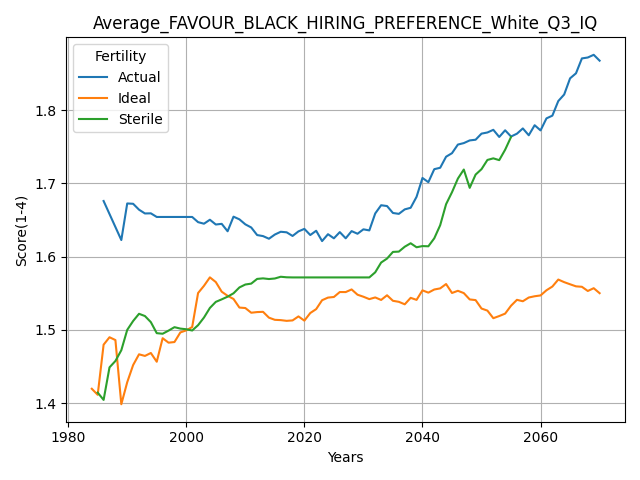 Average_FAVOUR_BLACK_HIRING_PREFERENCE_White_Q3_IQ
Fertility
Actual
Ideal
Sterile
Score(1-4)
1.8
1.7
1.6
1.5
1.4
1980
2000
2020
2040
2060
Years